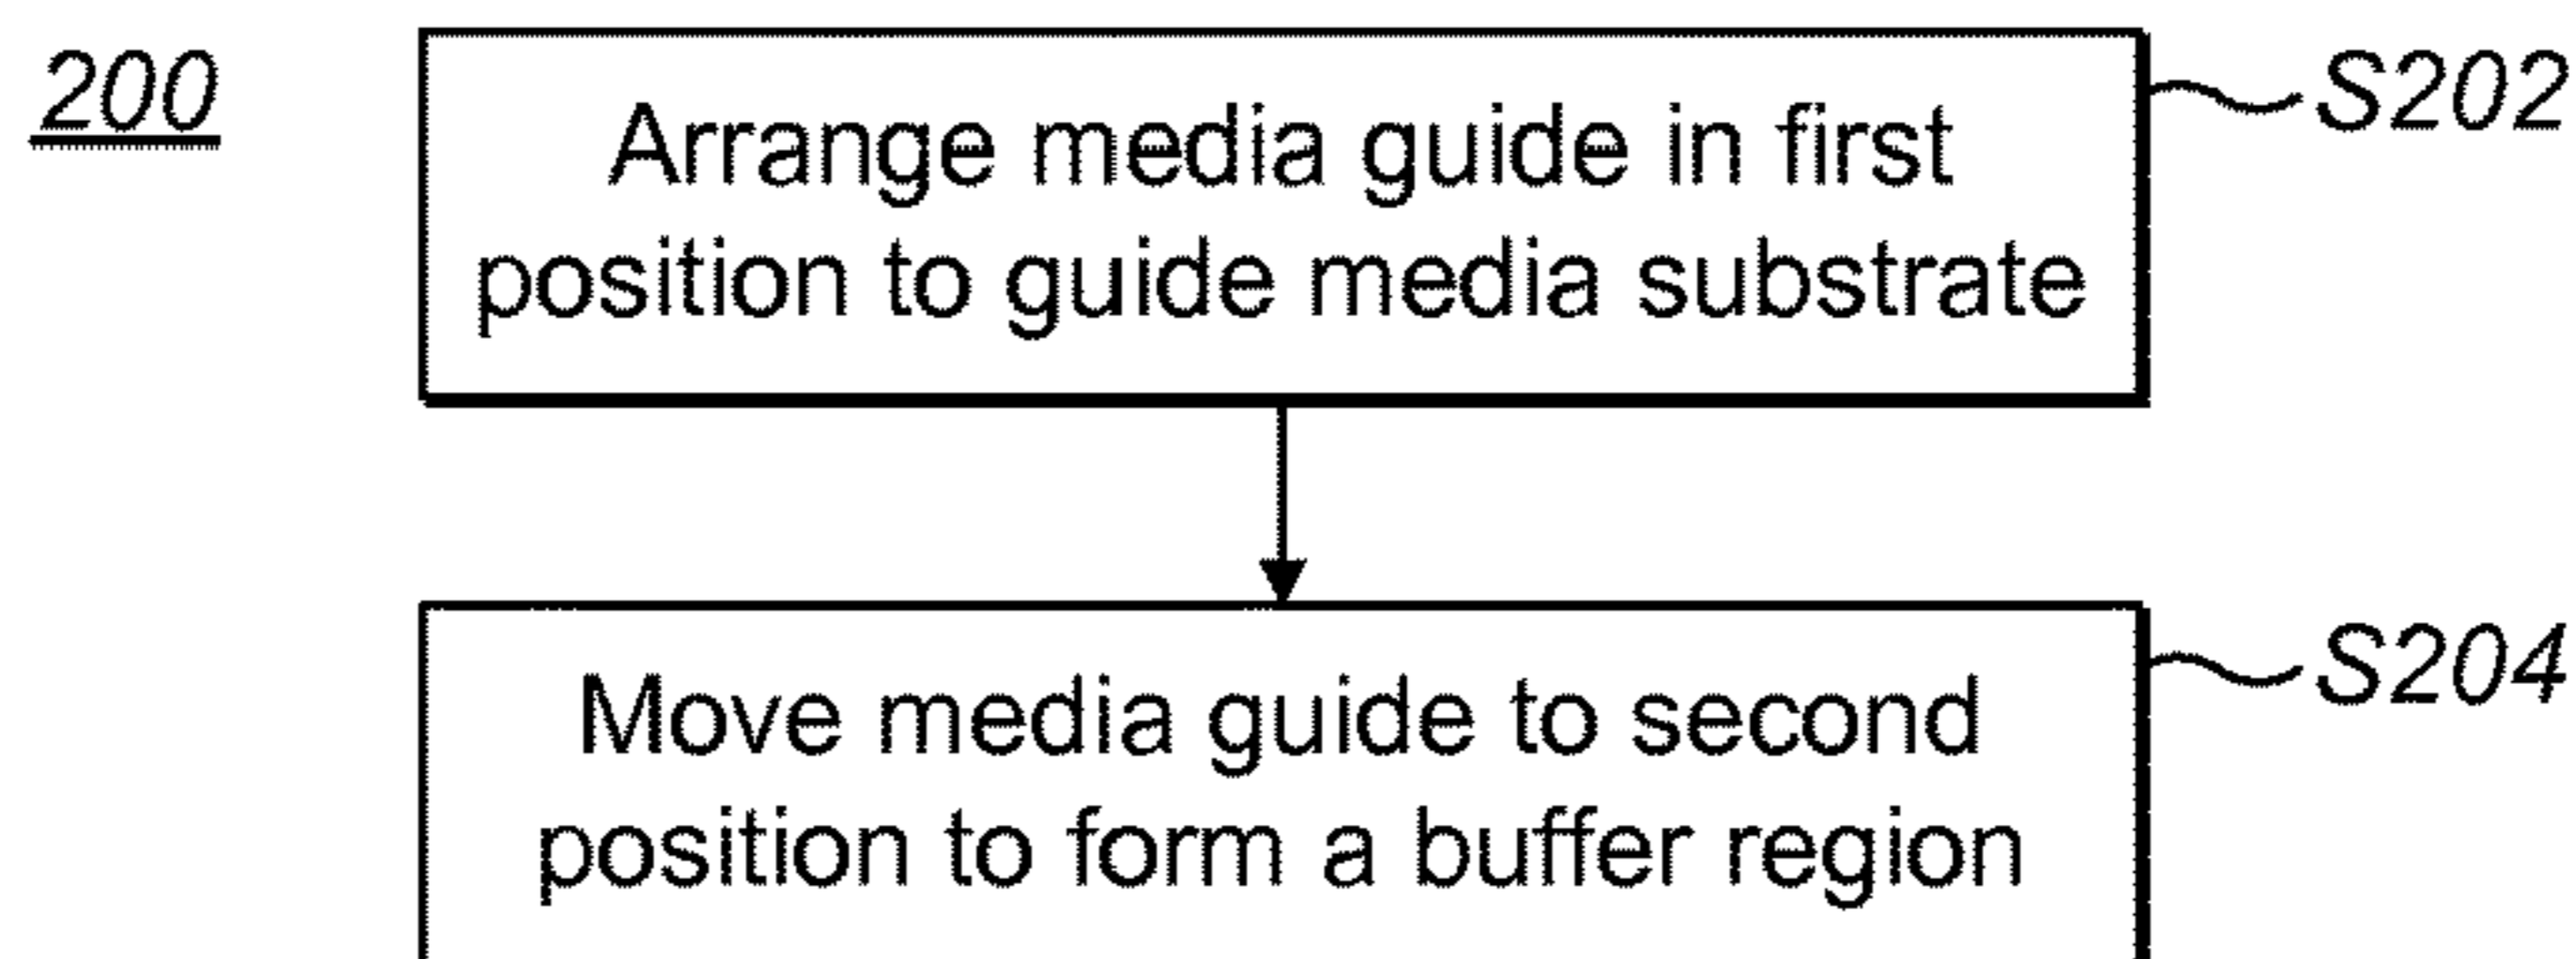 200
Arrange media guide in first
position to guide media substrate
S202
Move media guide to second
position to form a buffer region
S204